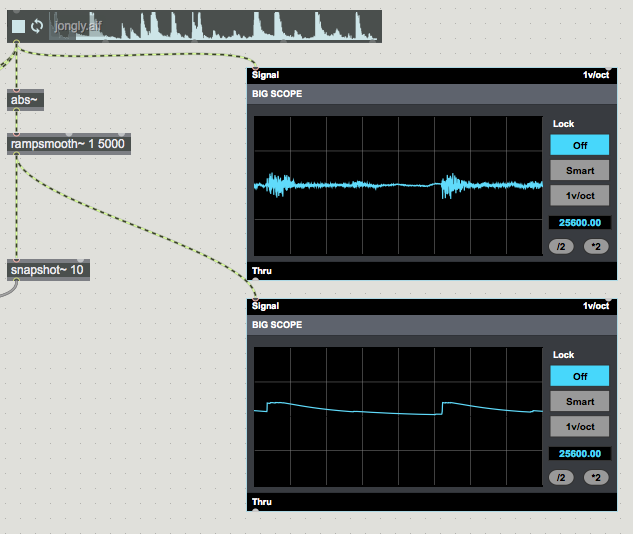 jongly.aif
abs~
rampsmooth~ 1 5000
snapshot~ 10
Signal 1v/oct
BIG SCOPE
Lock
Off
Smart
1v/oct
25600.00
/2 *2
Thru
Signal 1v/oct
BIG SCOPE
Lock
Off
Smart
1v/oct
25600.00
/2 *2
Thru